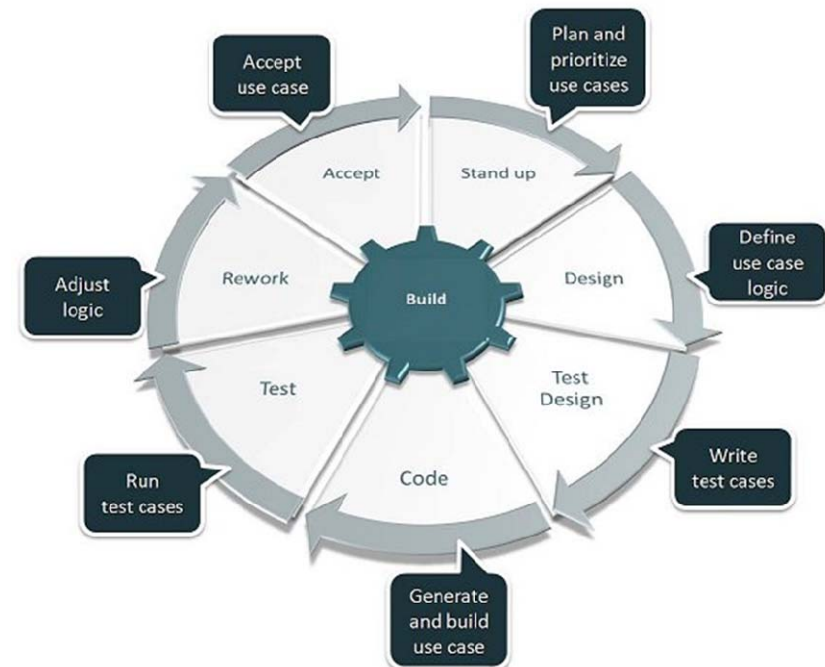 Plan and
prioritize
use cases
Accept
use case
Accept
Stand up
Define
use case
logic
Adjust
logic
Rework
Build
Design
Test
Test
Design
Code
Write
test cases
Run
test cases
Generate
and build
use case